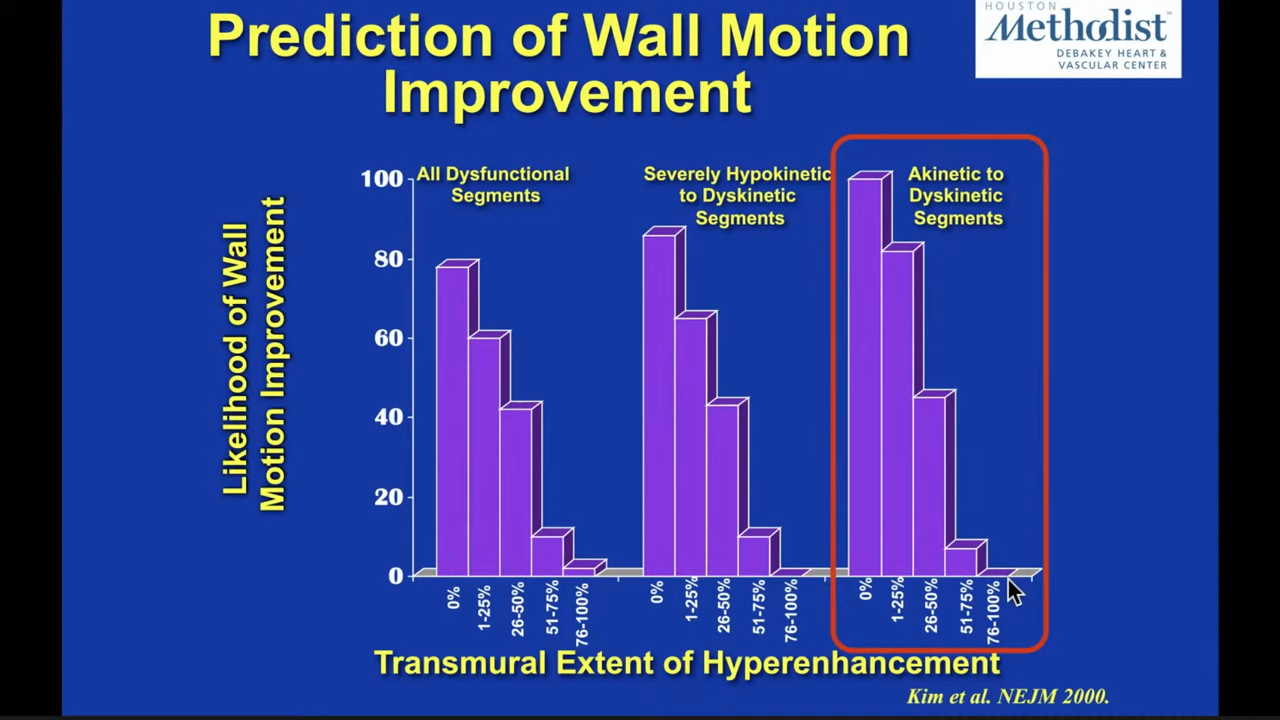 Prediction of Wall Motion
Improvement
HOUSTON
Methodist
DEBAKEY HEART &
VASCULAR CENTER
Likelihood of Wall
Motion Improvement
100
80
60
40
20
0
All Dysfunctional
Segments
Severely Hypokinetic
to Dyskinetic
Segments
Akinetic to
Dyskinetic
Segments
0%
1-25%
26-50%
51-75%
76-100%
0%
1-25%
26-50%
51-75%
76-100%
0%
1-25%
26-50%
51-75%
76-100%
Transmural Extent of Hyperenhancement
Kim et al. NEJM 2000.